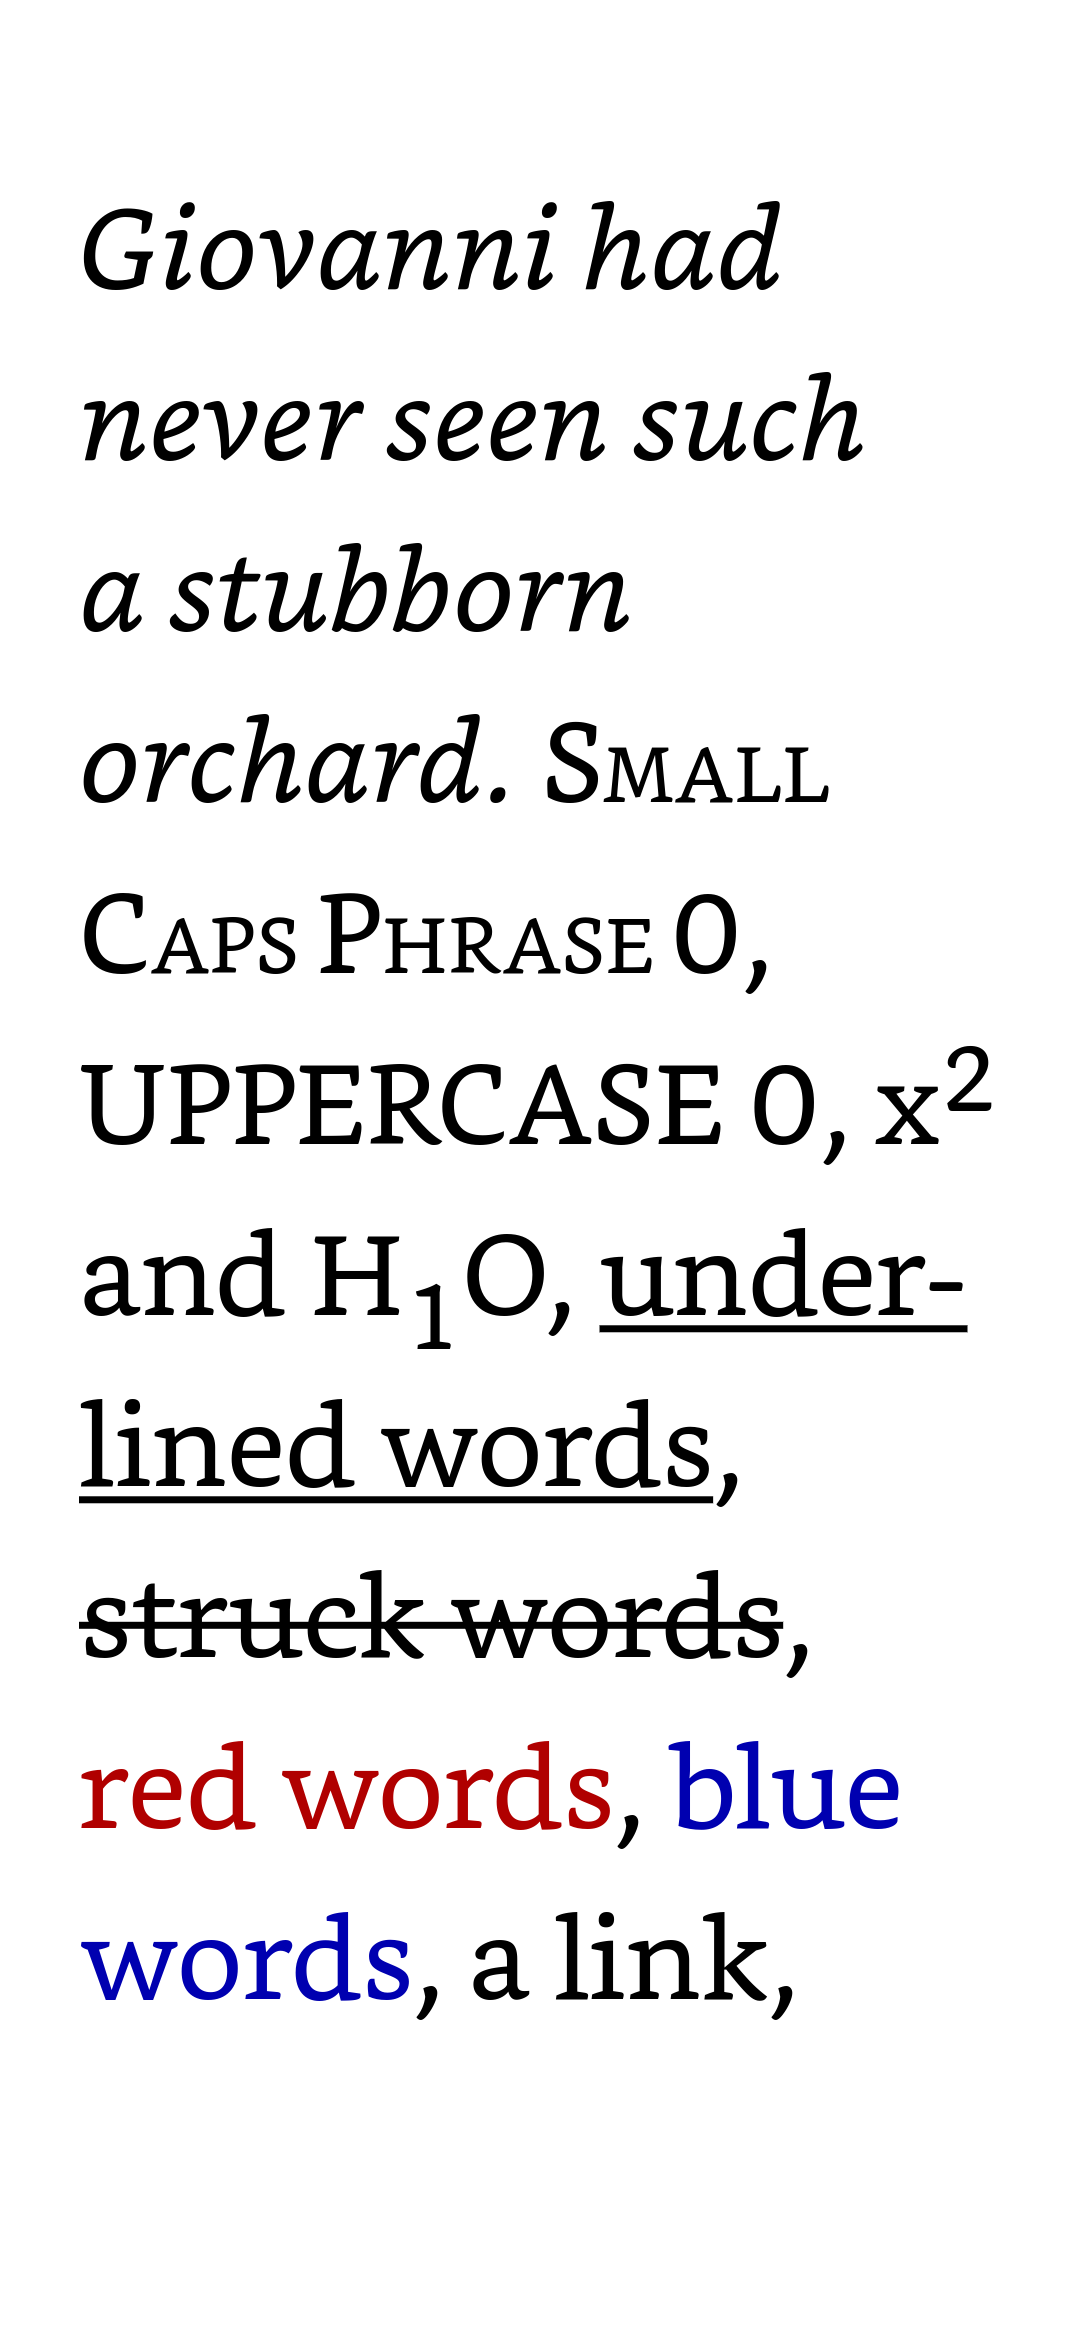 Giovanni had
never seen such
a stubborn
orchard. Small
Caps Phrase 0,
UPPERCASE 0, x²
and H₁O, under-
lined words,
struck words,
red words, blue
words, a link,